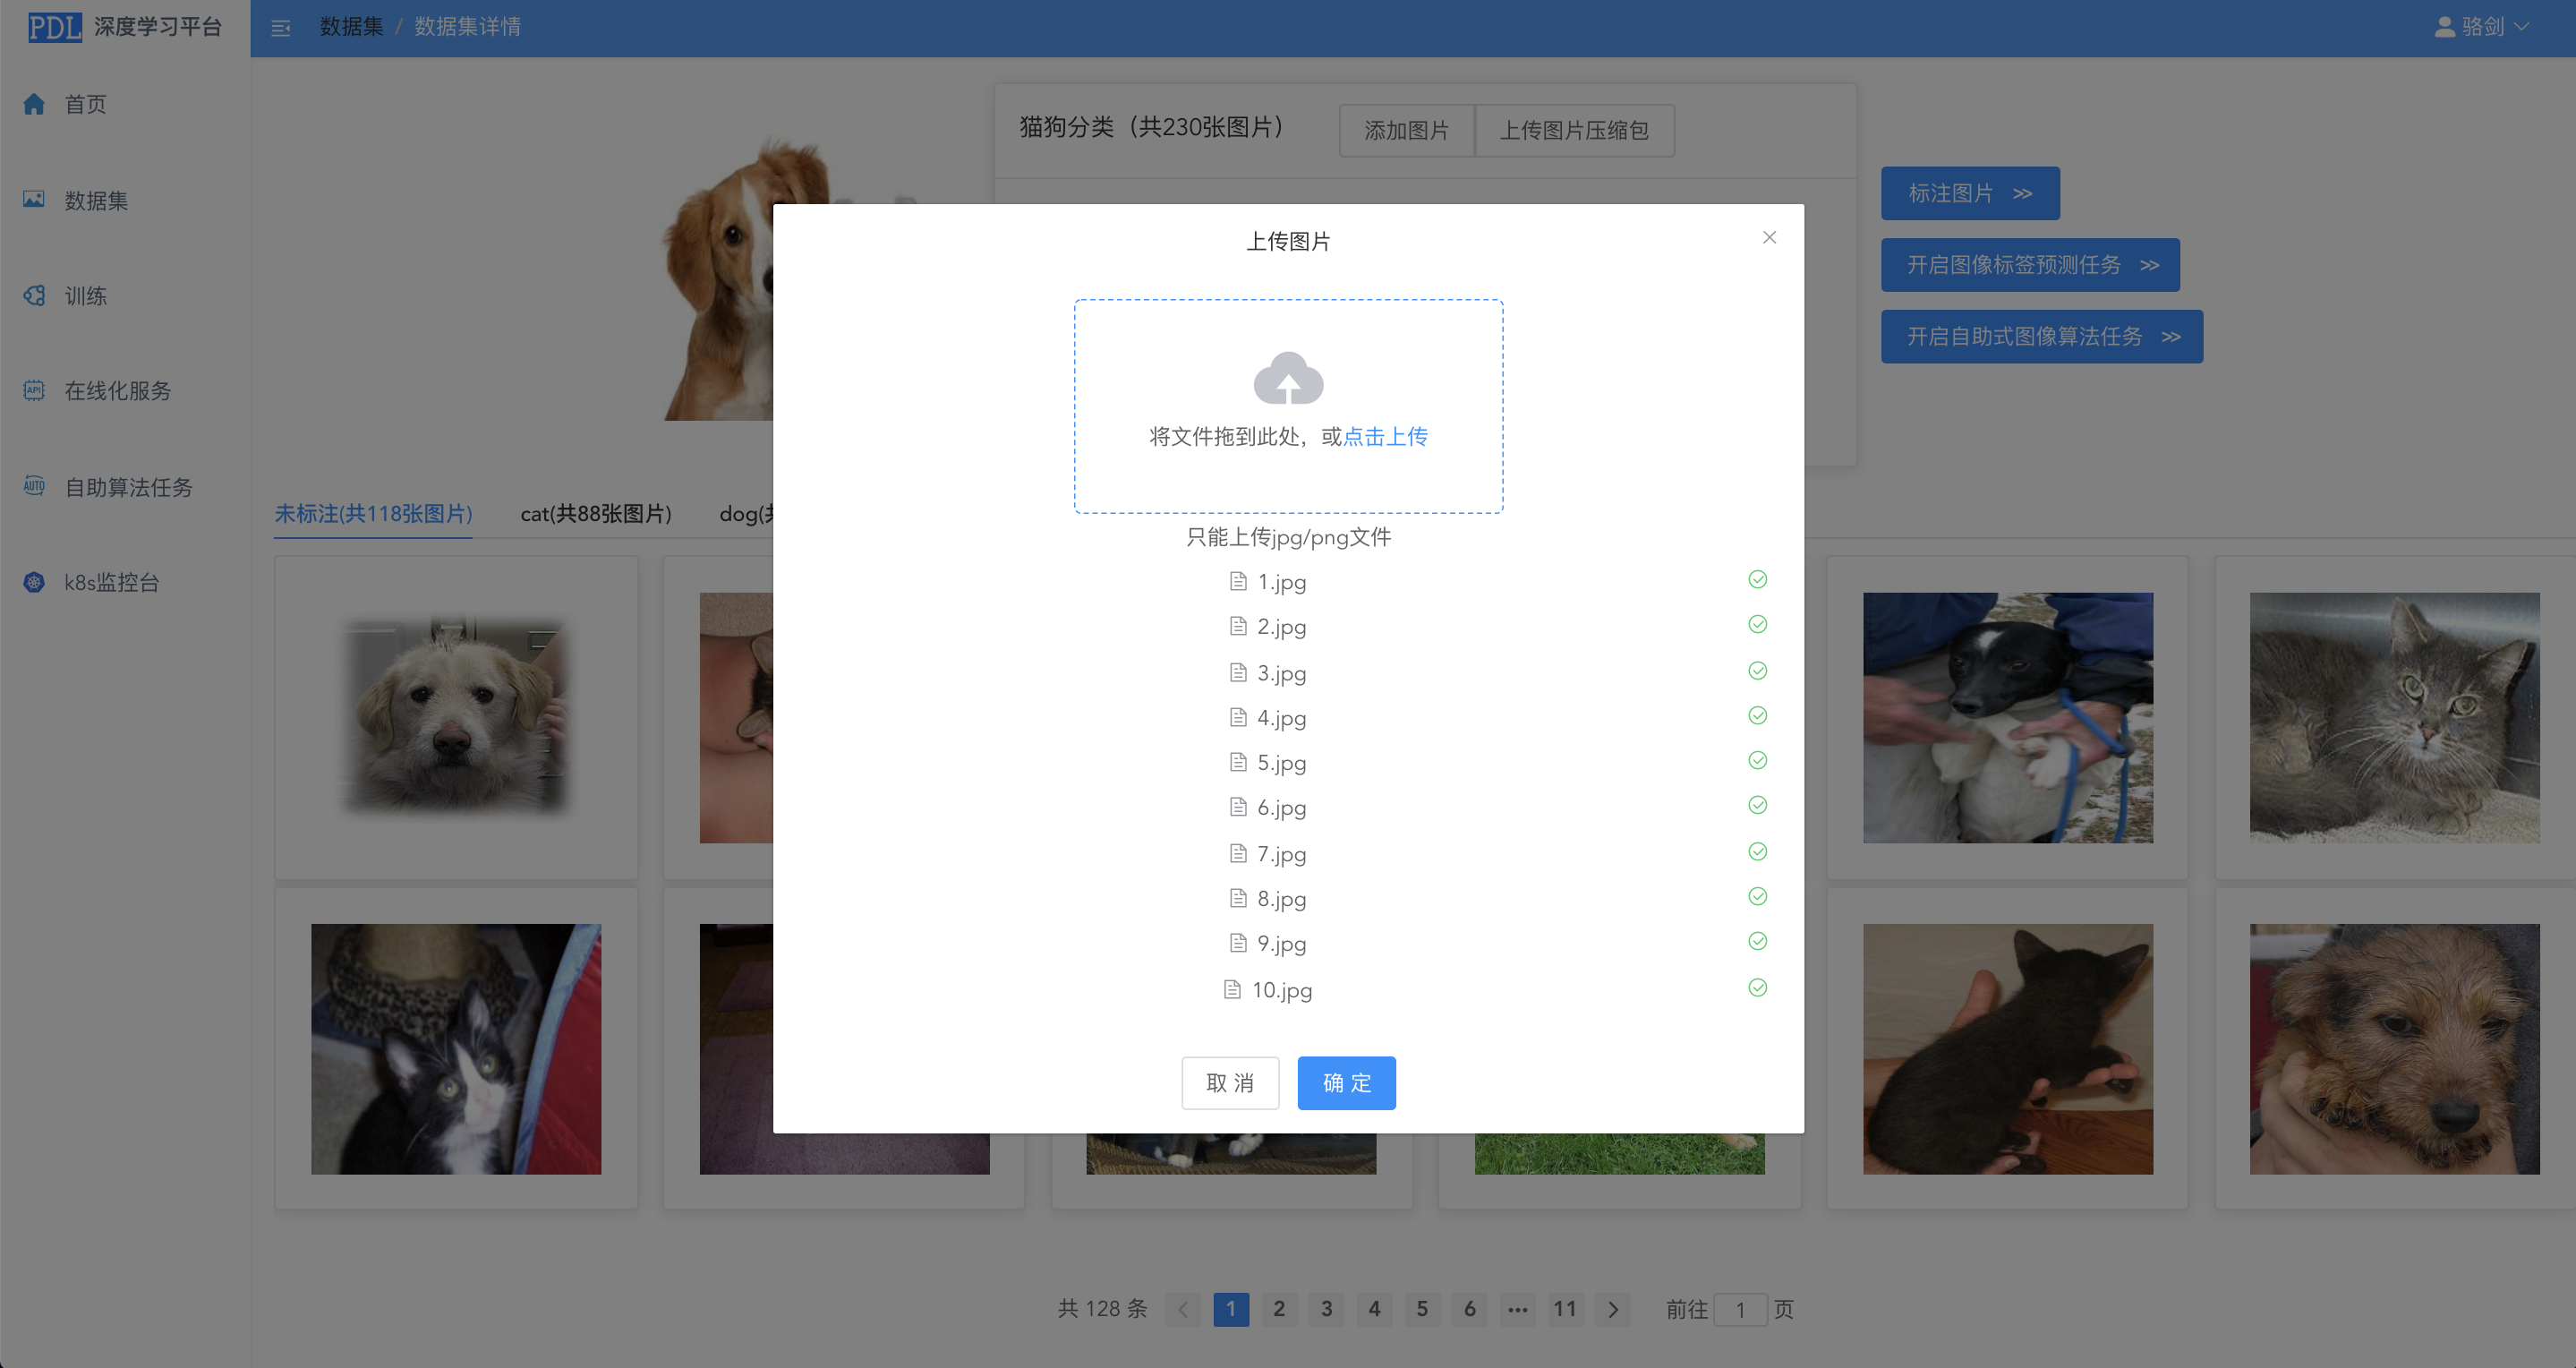 PDL 深度学习平台
数据集 / 数据集详情
骆剑
首页
数据集
训练
API 在线化服务
AUTO 自助算法任务
k8s监控台
猫狗分类（共230张图片）
添加图片
上传图片压缩包
标注图片 >>
开启图像标签预测任务 >>
开启自助式图像算法任务 >>
未标注(共118张图片)
cat(共88张图片)
dog(
上传图片
将文件拖到此处，或点击上传
只能上传jpg/png文件
1.jpg
2.jpg
3.jpg
4.jpg
5.jpg
6.jpg
7.jpg
8.jpg
9.jpg
10.jpg
取 消
确 定
共 128 条 < 1 2 3 4 5 6 ••• 11 > 前往 1 页